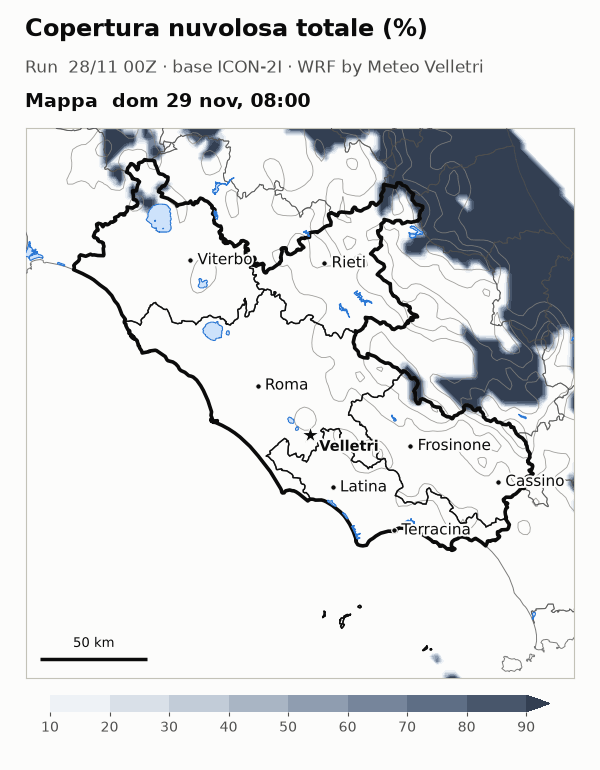 Copertura nuvolosa totale (%)
Run  28/11 00Z · base ICON-2I · WRF by Meteo Velletri
Mappa  dom 29 nov, 08:00
Viterbo
Rieti
Roma
Velletri
Frosinone
Latina
Cassino
Terracina
50 km
10 20 30 40 50 60 70 80 90